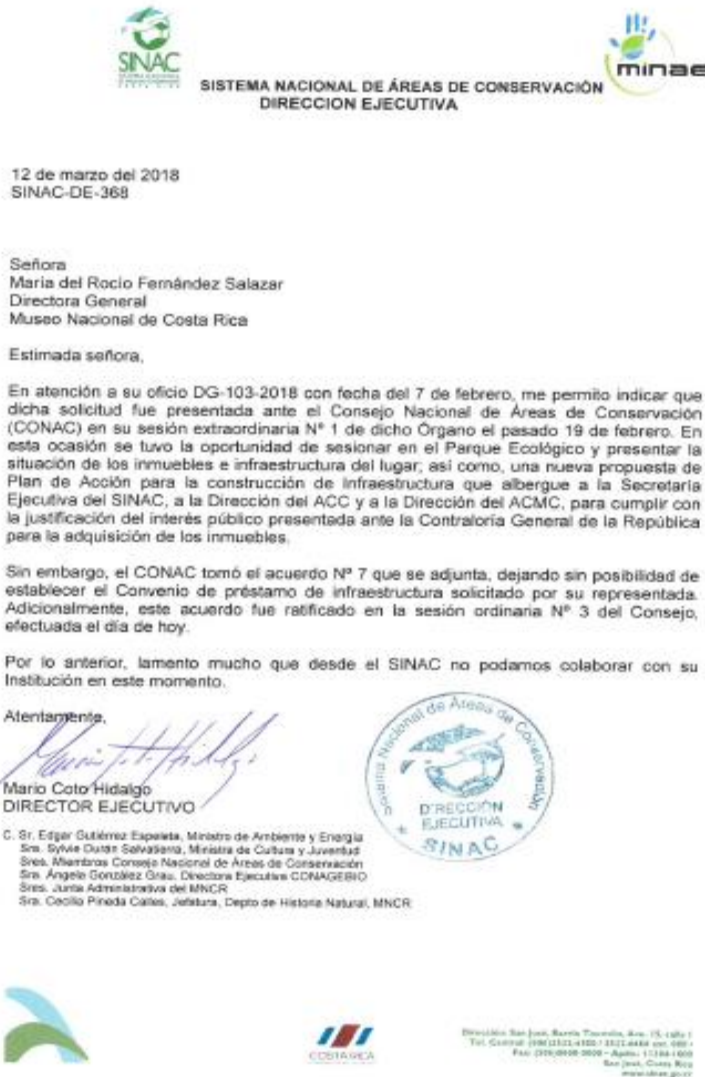 SINAC
minae
SISTEMA NACIONAL DE ÁREAS DE CONSERVACIÓN
DIRECCION EJECUTIVA
12 de marzo del 2018
SINAC-DE-368
Señora
María del Rocío Fernández Salazar
Directora General
Museo Nacional de Costa Rica
Estimada señora,
En atención a su oficio DG-103-2018 con fecha del 7 de febrero, me permito indicar que
dicha solicitud fue presentada ante el Consejo Nacional de Áreas de Conservación
(CONAC) en su sesión extraordinaria N° 1 de dicho Órgano el pasado 19 de febrero. En
esta ocasión se tuvo la oportunidad de sesionar en el Parque Ecológico y presentar la
situación de los inmuebles e infraestructura del lugar; así como, una nueva propuesta de
Plan de Acción para la construcción de infraestructura que albergue a la Secretaría
Ejecutiva del SINAC, a la Dirección del ACC y a la Dirección del ACMC, para cumplir con
la justificación del interés público presentada ante la Contraloría General de la República
para la adquisición de los inmuebles.
Sin embargo, el CONAC tomó el acuerdo Nº 7 que se adjunta, dejando sin posibilidad de
establecer el Convenio de préstamo de infraestructura solicitado por su representada.
Adicionalmente, este acuerdo fue ratificado en la sesión ordinaria N° 3 del Consejo,
efectuada el día de hoy.
Por lo anterior, lamento mucho que desde el SINAC no podamos colaborar con su
Institución en este momento.
Atentamente,
Mario Coto Hidalgo
DIRECTOR EJECUTIVO
Sistema Nacional de Áreas de Conservación
DIRECCIÓN
EJECUTIVA
SINAC
C. Sr. Edgar Gutiérrez Espeleta, Ministro de Ambiente y Energía
Sra. Sylvie Durán Salvatierra, Ministra de Cultura y Juventud
Sres. Miembros Consejo Nacional de Áreas de Conservación
Sra. Ángela González Grau, Directora Ejecutiva CONAGEBIO
Sres. Junta Administrativa del MNCR
Sra. Cecilia Pineda Calles, Jefatura, Depto de Historia Natural, MNCR
COSTA RICA
San José, Costa Rica